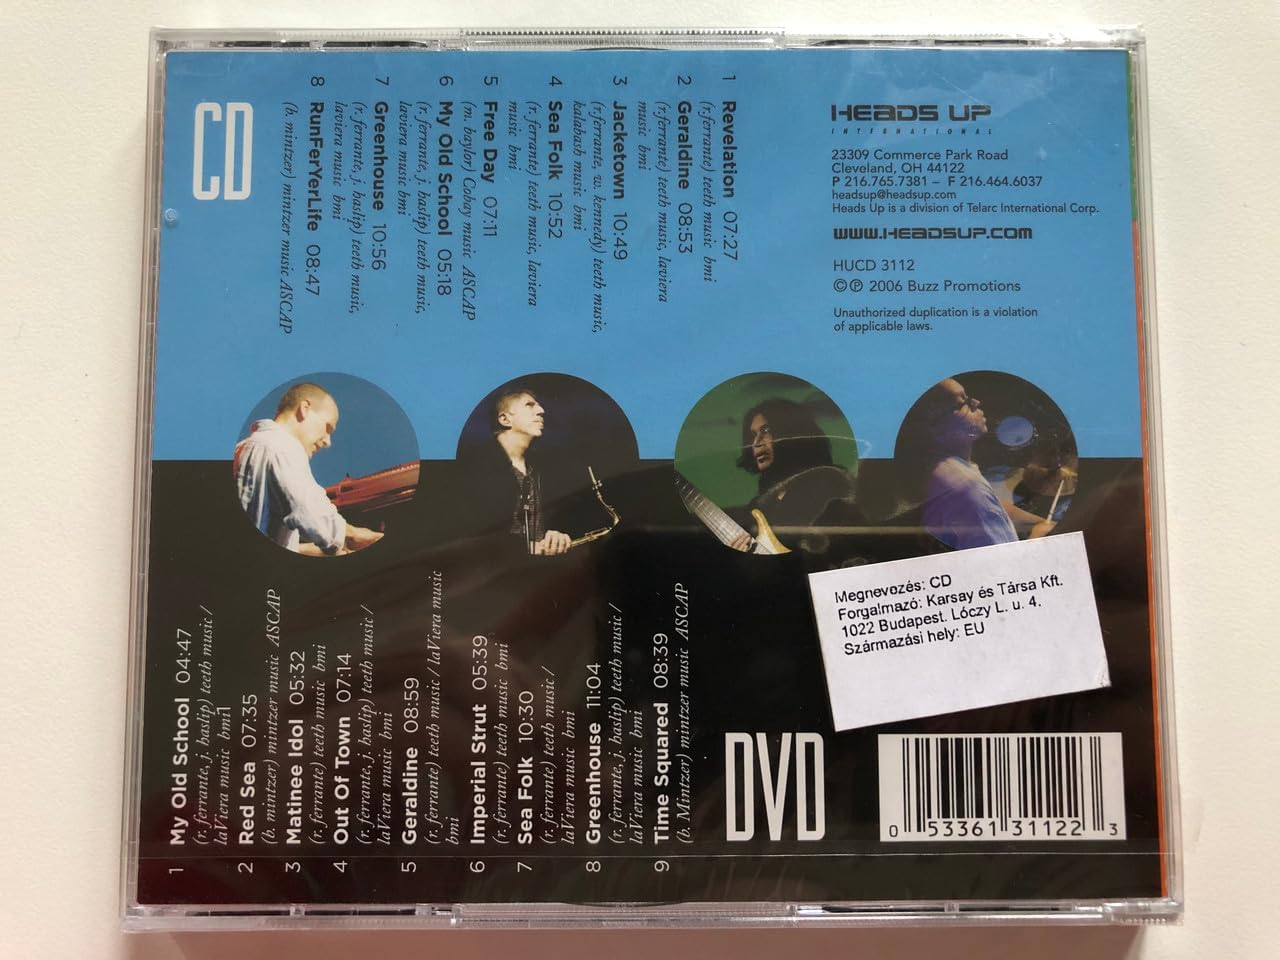 HEADS UP
INTERNATIONAL
23309 Commerce Park Road
Cleveland, OH 44122
P 216.765.7381 – F 216.464.6037
headsup@headsup.com
Heads Up is a division of Telarc International Corp.
www.HEADSUP.com
HUCD 3112
©℗ 2006 Buzz Promotions
Unauthorized duplication is a violation
of applicable laws.
CD
1 Revelation 07:27
(r.ferrante) teeth music bmi
2 Geraldine 08:53
(r.ferrante) teeth music, laviera
music bmi
3 Jacketown 10:49
(r.ferrante, w. kennedy) teeth music,
kalabash music bmi
4 Sea Folk 10:52
(r. ferrante) teeth music, laviera
music bmi
5 Free Day 07:11
(m. baylor) Cobay music ASCAP
6 My Old School 05:18
(r. ferrante, j. haslip) teeth music,
laviera music bmi
7 Greenhouse 10:56
(r. ferrante, j. haslip) teeth music,
laviera music bmi
8 RunFerYerLife 08:47
(b. mintzer) mintzer music ASCAP
1 My Old School 04:47
(r. ferrante, j. haslip) teeth music /
laViera music bmi
2 Red Sea 07:35
(b. mintzer) mintzer music ASCAP
3 Matinee Idol 05:32
(r. ferrante) teeth music bmi
4 Out Of Town 07:14
(r. ferrante, j. haslip) teeth music /
laViera music bmi
5 Geraldine 08:59
(r. ferrante) teeth music / laViera music
bmi
6 Imperial Strut 05:39
(r. ferrante) teeth music bmi
7 Sea Folk 10:30
(r. ferrante) teeth music /
laViera music bmi
8 Greenhouse 11:04
(r. ferrante, j. haslip) teeth music /
laViera music bmi
9 Time Squared 08:39
(b. Mintzer) mintzer music ASCAP
DVD
Megnevozés: CD
Forgalmazó: Karsay és Társa Kft.
1022 Budapest. Lóczy L. u. 4.
Származási hely: EU
0 53361 31122 3